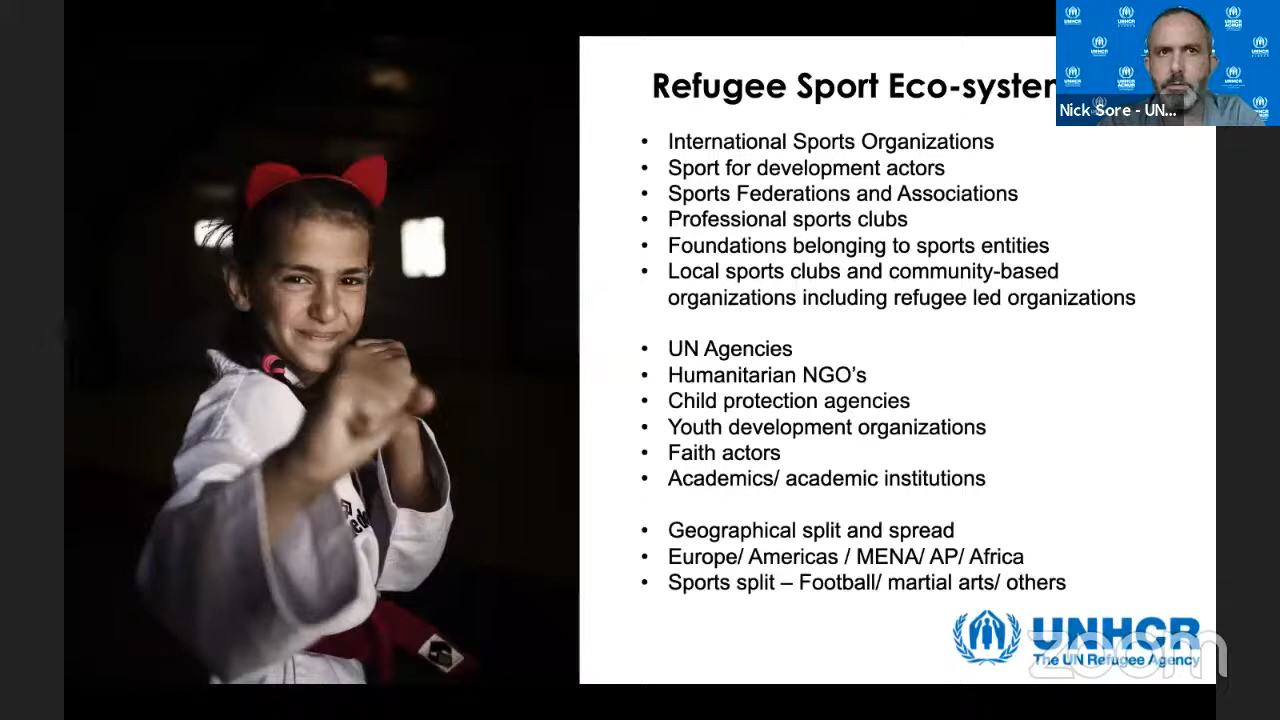 Refugee Sport Eco-system
Nick Sore - UN...
• International Sports Organizations
• Sport for development actors
• Sports Federations and Associations
• Professional sports clubs
• Foundations belonging to sports entities
• Local sports clubs and community-based
organizations including refugee led organizations
• UN Agencies
• Humanitarian NGO’s
• Child protection agencies
• Youth development organizations
• Faith actors
• Academics/ academic institutions
• Geographical split and spread
• Europe/ Americas / MENA/ AP/ Africa
• Sports split – Football/ martial arts/ others
UNHCR
The UN Refugee Agency
zoom